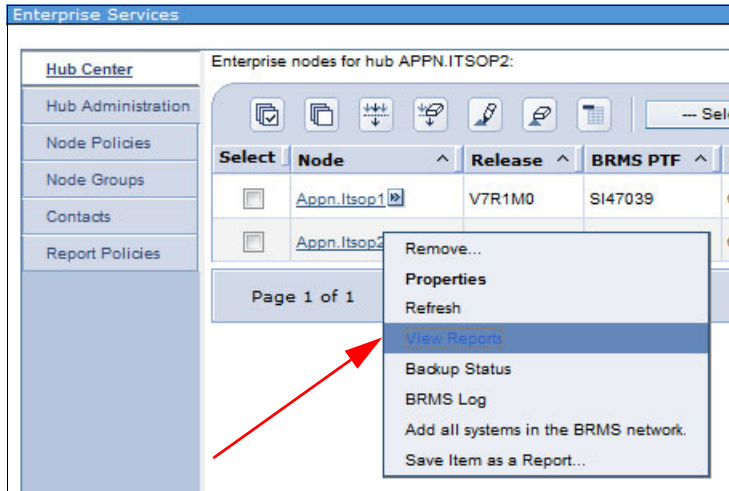 Enterprise Services
Hub Center
Hub Administration
Node Policies
Node Groups
Contacts
Report Policies
Enterprise nodes for hub APPN.ITSOP2:
--- Sel
Select Node ^ Release ^ BRMS PTF ^
Appn.Itsop1 V7R1M0 SI47039
Appn.Itsop2
Page 1 of 1
Remove...
Properties
Refresh
View Reports
Backup Status
BRMS Log
Add all systems in the BRMS network.
Save Item as a Report...